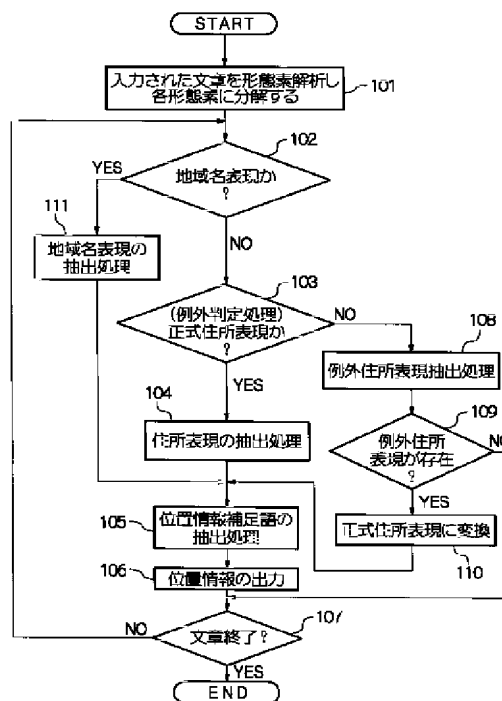 START
入力された文章を形態素解析し
各形態素に分解する
101
102
YES
地域名表現か
?
111
NO
地域名表現の
抽出処理
103
(例外判定処理)
正式住所表現か
?
NO
108
例外住所表現抽出処理
YES
104
109
住所表現の抽出処理
例外住所
表現が存在
?
NO
YES
105
位置情報補足語の
抽出処理
正式住所表現に変換
110
106
位置情報の出力
107
NO
文章終了?
YES
END